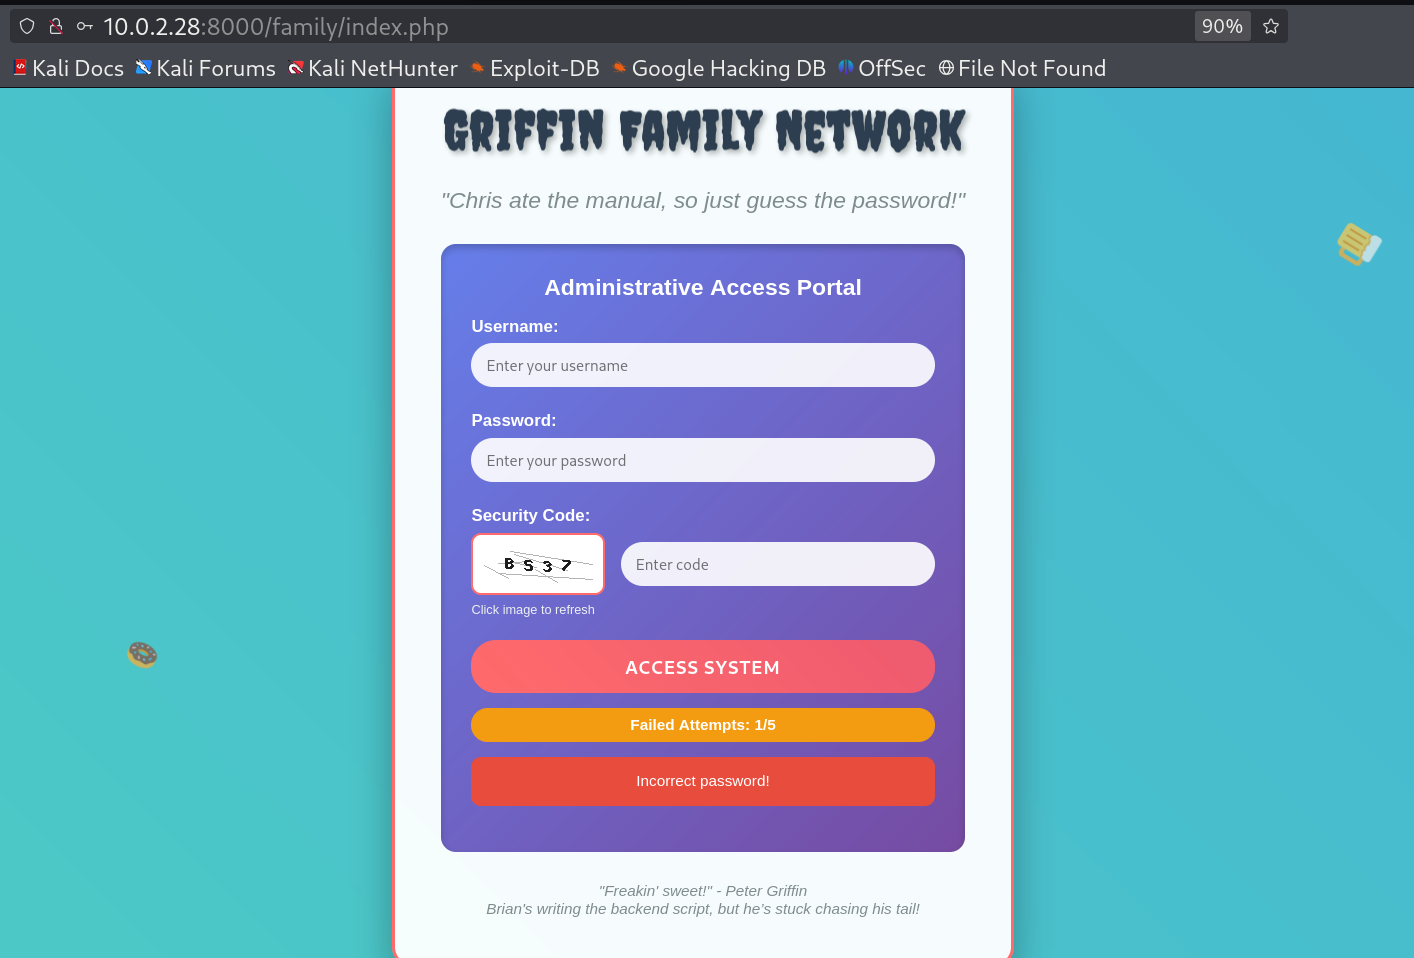 10.0.2.28:8000/family/index.php 90%
Kali Docs Kali Forums Kali NetHunter Exploit-DB Google Hacking DB OffSec File Not Found
GRIFFIN FAMILY NETWORK
"Chris ate the manual, so just guess the password!"
Administrative Access Portal
Username:
Enter your username
Password:
Enter your password
Security Code:
B S 3 7 Enter code
Click image to refresh
ACCESS SYSTEM
Failed Attempts: 1/5
Incorrect password!
"Freakin' sweet!" - Peter Griffin
Brian's writing the backend script, but he's stuck chasing his tail!